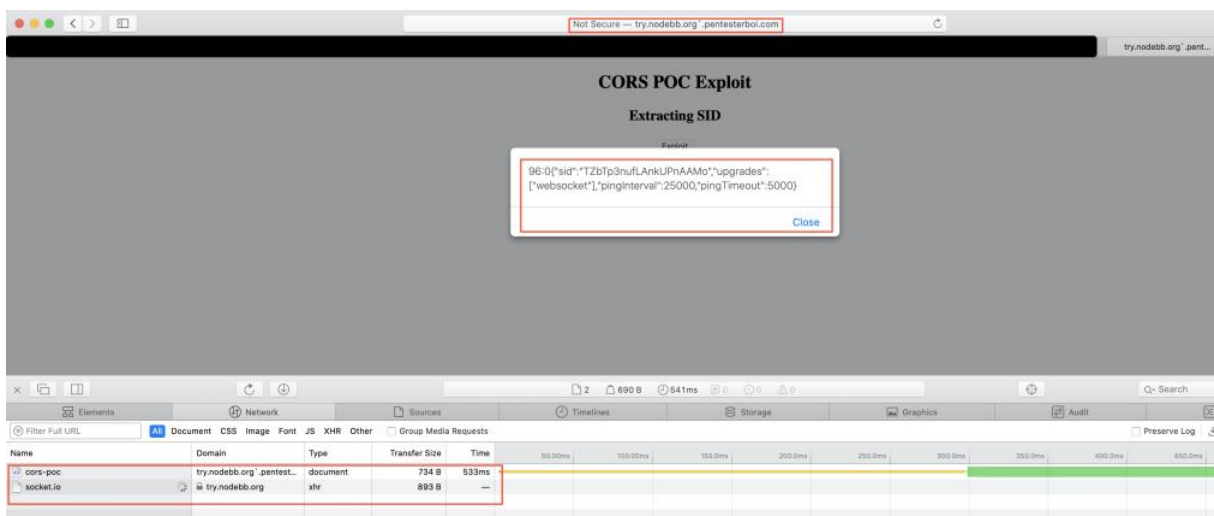 Not Secure — try.nodebb.org`.pentesterboi.com
try.nodebb.org`.pent...
CORS POC Exploit
Extracting SID
Exploit
96:0{"sid":"TZbTp3nufLAnkUPnAAMo","upgrades":
["websocket"],"pingInterval":25000,"pingTimeout":5000}
Close
2 690 B 541ms 0 0 0 Search
Elements Network Sources Timelines Storage Graphics Audit
Filter Full URL All Document CSS Image Font JS XHR Other Group Media Requests Preserve Log
Name Domain Type Transfer Size Time 50.00ms 100.00ms 150.0ms 200.0ms 250.0ms 300.0ms 350.0ms 400.0ms 450.0ms
cors-poc try.nodebb.org`.pentest... document 734 B 533ms
socket.io try.nodebb.org xhr 893 B —